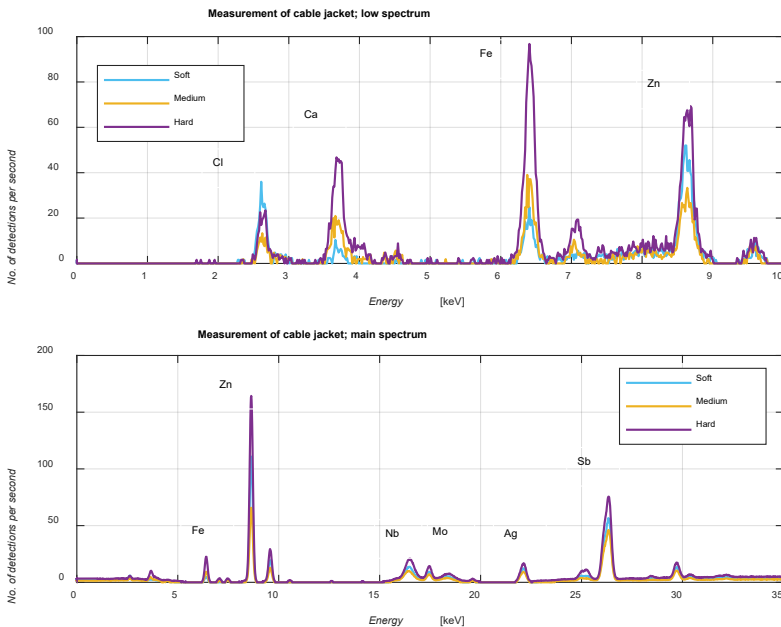 Measurement of cable jacket; low spectrum
No. of detections per second
100
80
60
40
20
0
Soft
Medium
Hard
Cl
Ca
Fe
Zn
0 1 2 3 4 5 6 7 8 9 10
Energy [keV]
Measurement of cable jacket; main spectrum
No. of detections per second
200
150
100
50
0
Soft
Medium
Hard
Fe
Zn
Nb
Mo
Ag
Sb
0 5 10 15 20 25 30 35
Energy [keV]